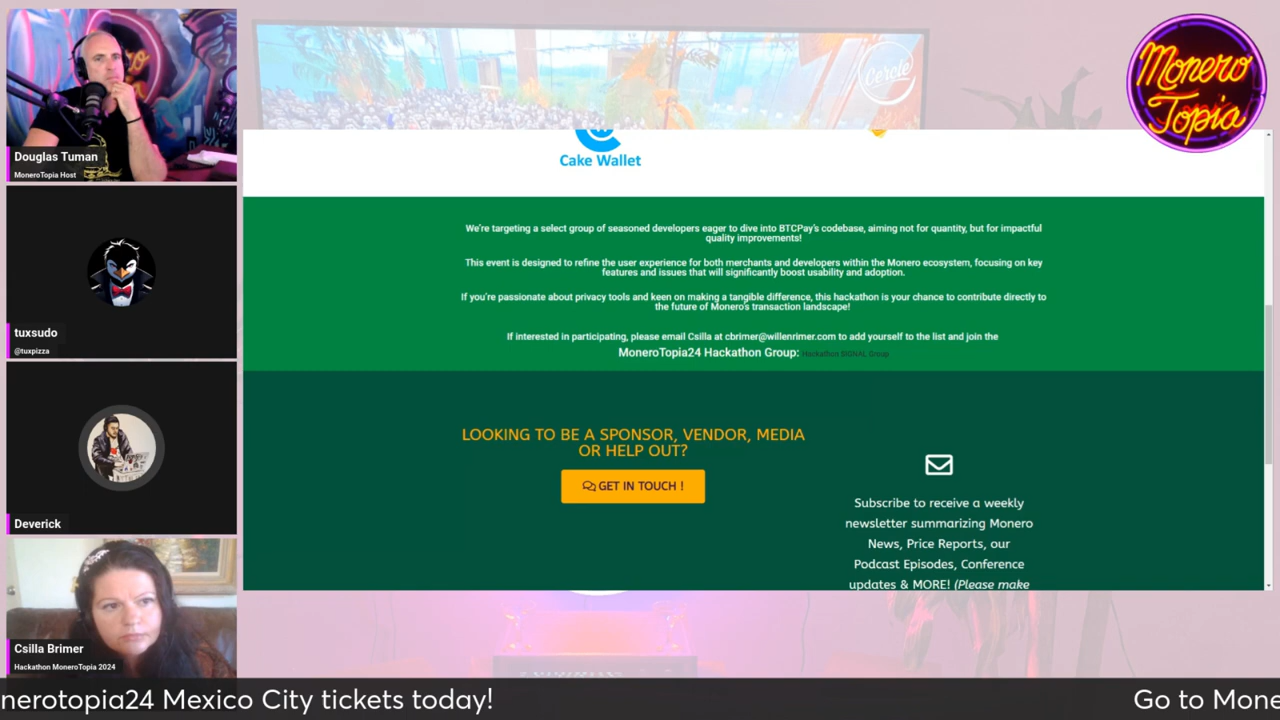 Douglas Tuman
MoneroTopia Host
tuxsudo
@tuxpizza
Deverick
Csilla Brimer
Hackathon MoneroTopia 2024
Cercle
Monero
Topia
Cake Wallet
We're targeting a select group of seasoned developers eager to dive into BTCPay's codebase, aiming not for quantity, but for impactful
quality improvements!
This event is designed to refine the user experience for both merchants and developers within the Monero ecosystem, focusing on key
features and issues that will significantly boost usability and adoption.
If you're passionate about privacy tools and keen on making a tangible difference, this hackathon is your chance to contribute directly to
the future of Monero's transaction landscape!
If interested in participating, please email Csilla at cbrimer@willenrimer.com to add yourself to the list and join the
MoneroTopia24 Hackathon Group: Hackathon SIGNAL Group
LOOKING TO BE A SPONSOR, VENDOR, MEDIA
OR HELP OUT?
GET IN TOUCH !
Subscribe to receive a weekly
newsletter summarizing Monero
News, Price Reports, our
Podcast Episodes, Conference
updates & MORE! (Please make
nerotopia24 Mexico City tickets today! Go to Mone